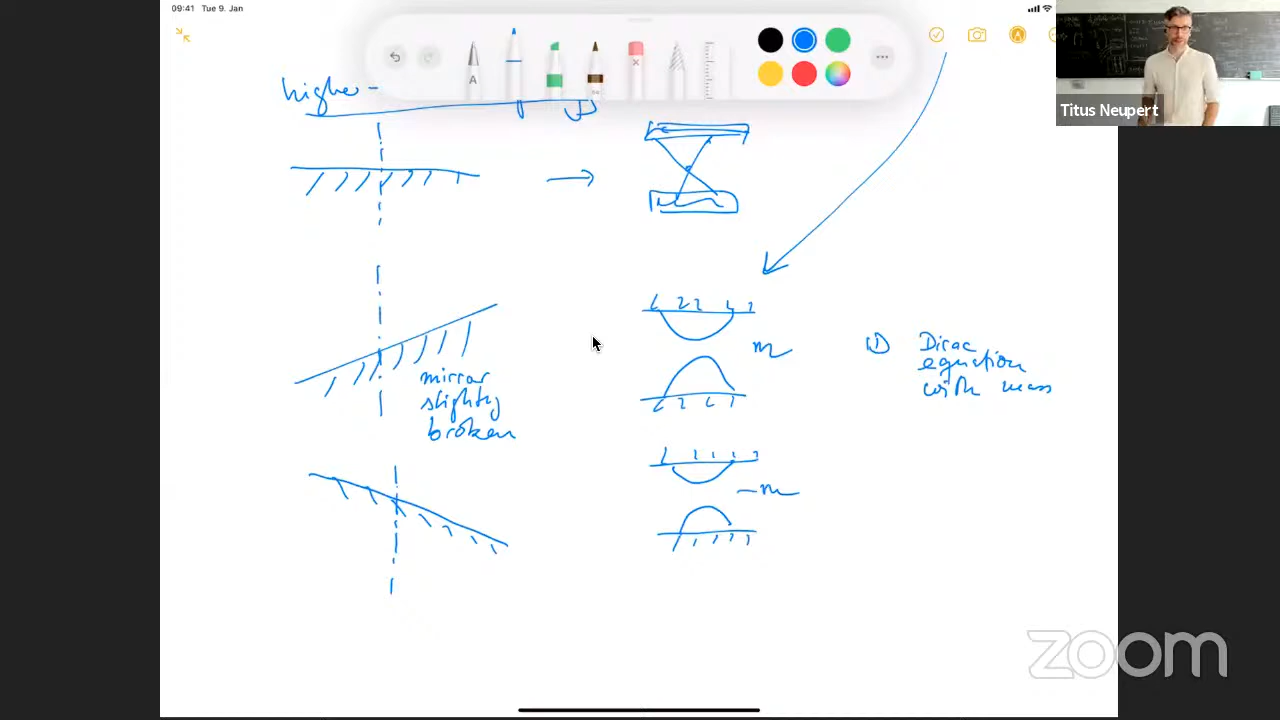 09:41 Tue 9. Jan
Titus Neupert
A
higher -
m
① Dirac
equation
with mass
mirror
slightly
broken
-m
zoom